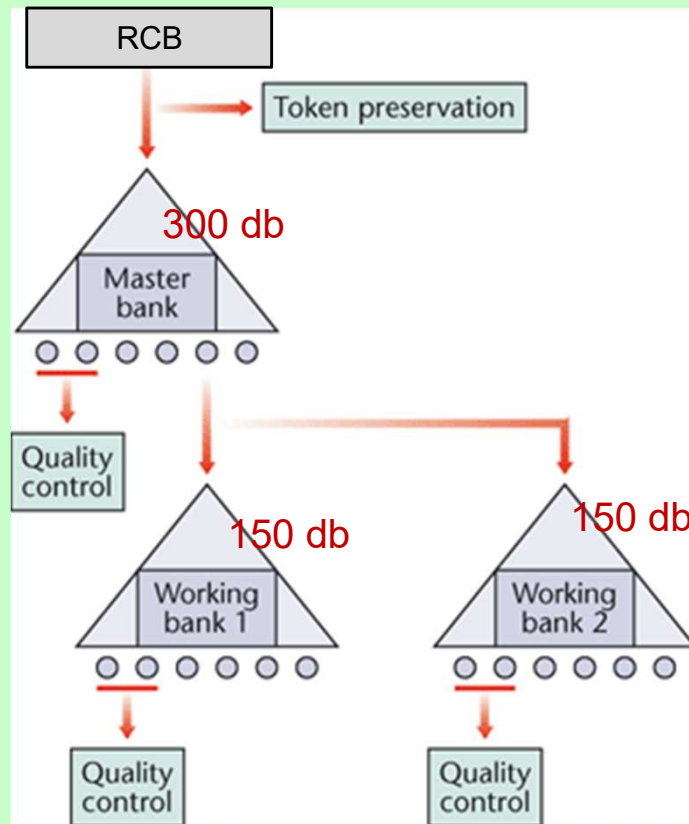 RCB
Token preservation
300 db
Master
bank
Quality
control
150 db
150 db
Working
bank 1
Working
bank 2
Quality
control
Quality
control